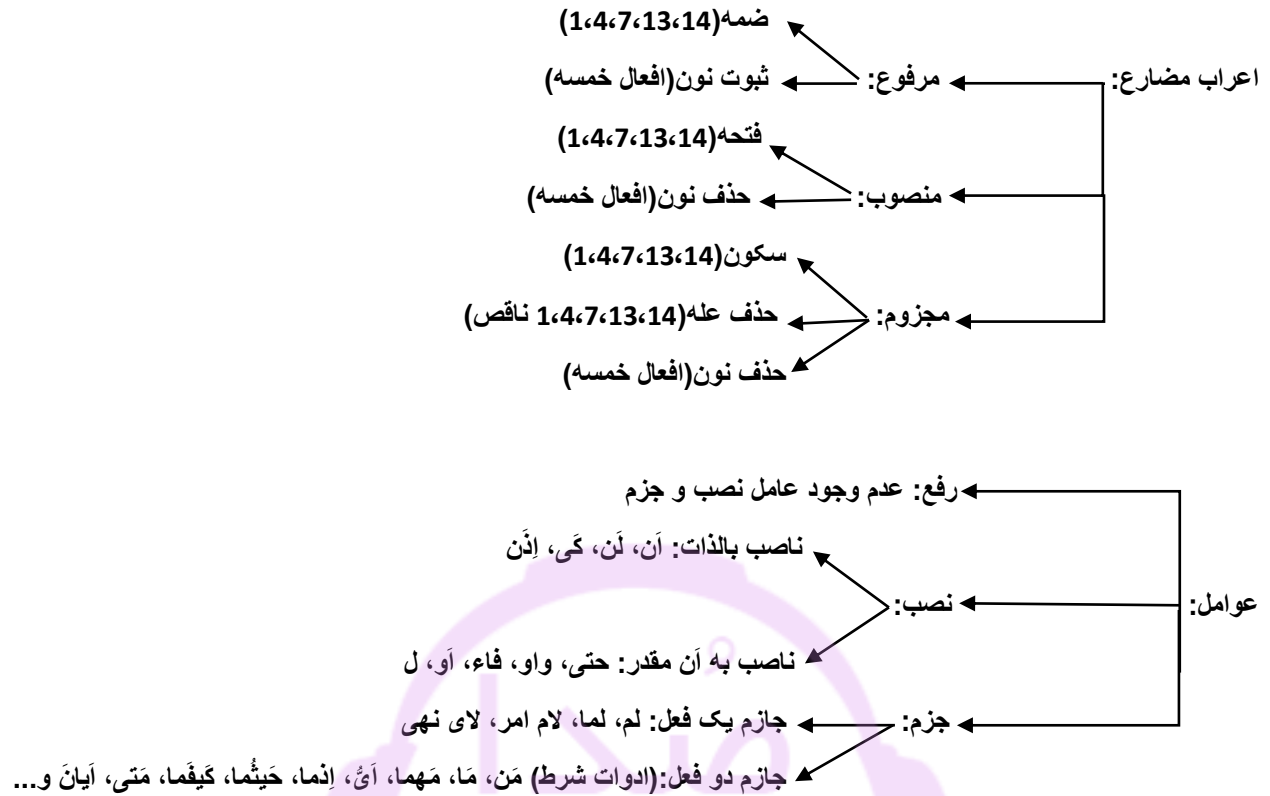 ضمه(1،4،7،13،14)
اعراب مضارع: مرفوع: ثبوت نون(افعال خمسه)
فتحه(1،4،7،13،14)
منصوب: حذف نون(افعال خمسه)
سکون(1،4،7،13،14)
مجزوم: حذف عله(1،4،7،13،14 ناقص)
حذف نون(افعال خمسه)
رفع: عدم وجود عامل نصب و جزم
ناصب بالذات: اَن، لَن، کَی، اِذَن
عوامل: نصب:
ناصب به اَن مقدر: حتی، واو، فاء، اَو، ل
جزم: جازم یک فعل: لم، لما، لام امر، لای نهی
جازم دو فعل:(ادوات شرط) مَن، مَا، مَهما، اَیُّ، اِذما، حَیثُما، کَیفَما، مَتی، اَیانَ و...